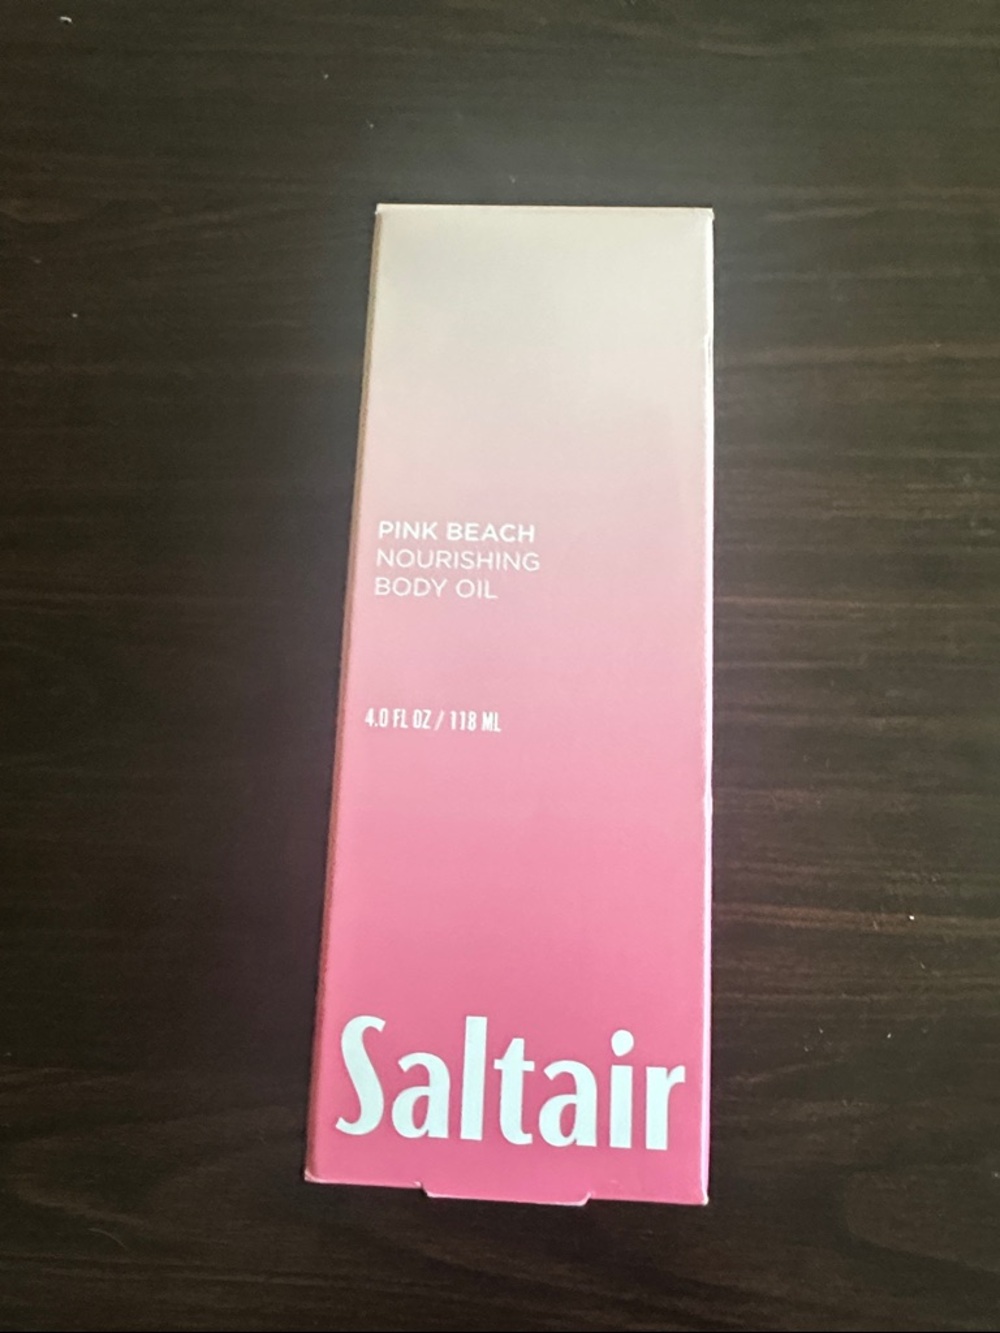 PINK BEACH
NOURISHING
BODY OIL
4.0 FL OZ / 118 ML
Saltair